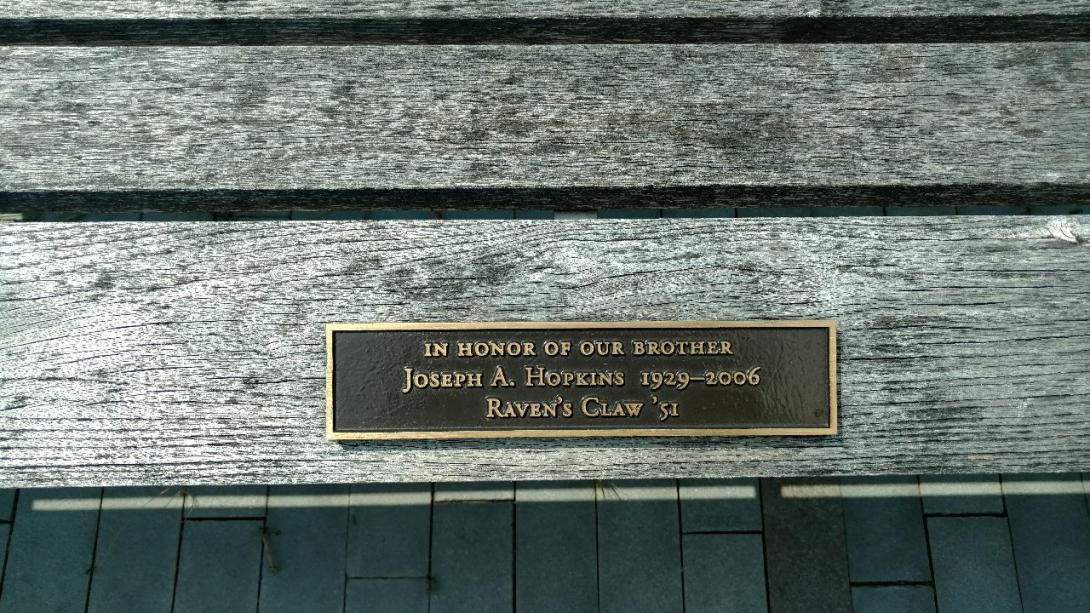 IN HONOR OF OUR BROTHER
JOSEPH A. HOPKINS 1929–2006
RAVEN'S CLAW '51